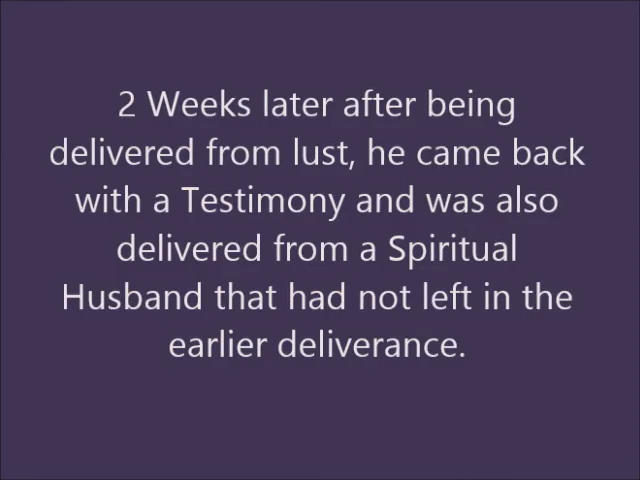 2 Weeks later after being
delivered from lust, he came back
with a Testimony and was also
delivered from a Spiritual
Husband that had not left in the
earlier deliverance.